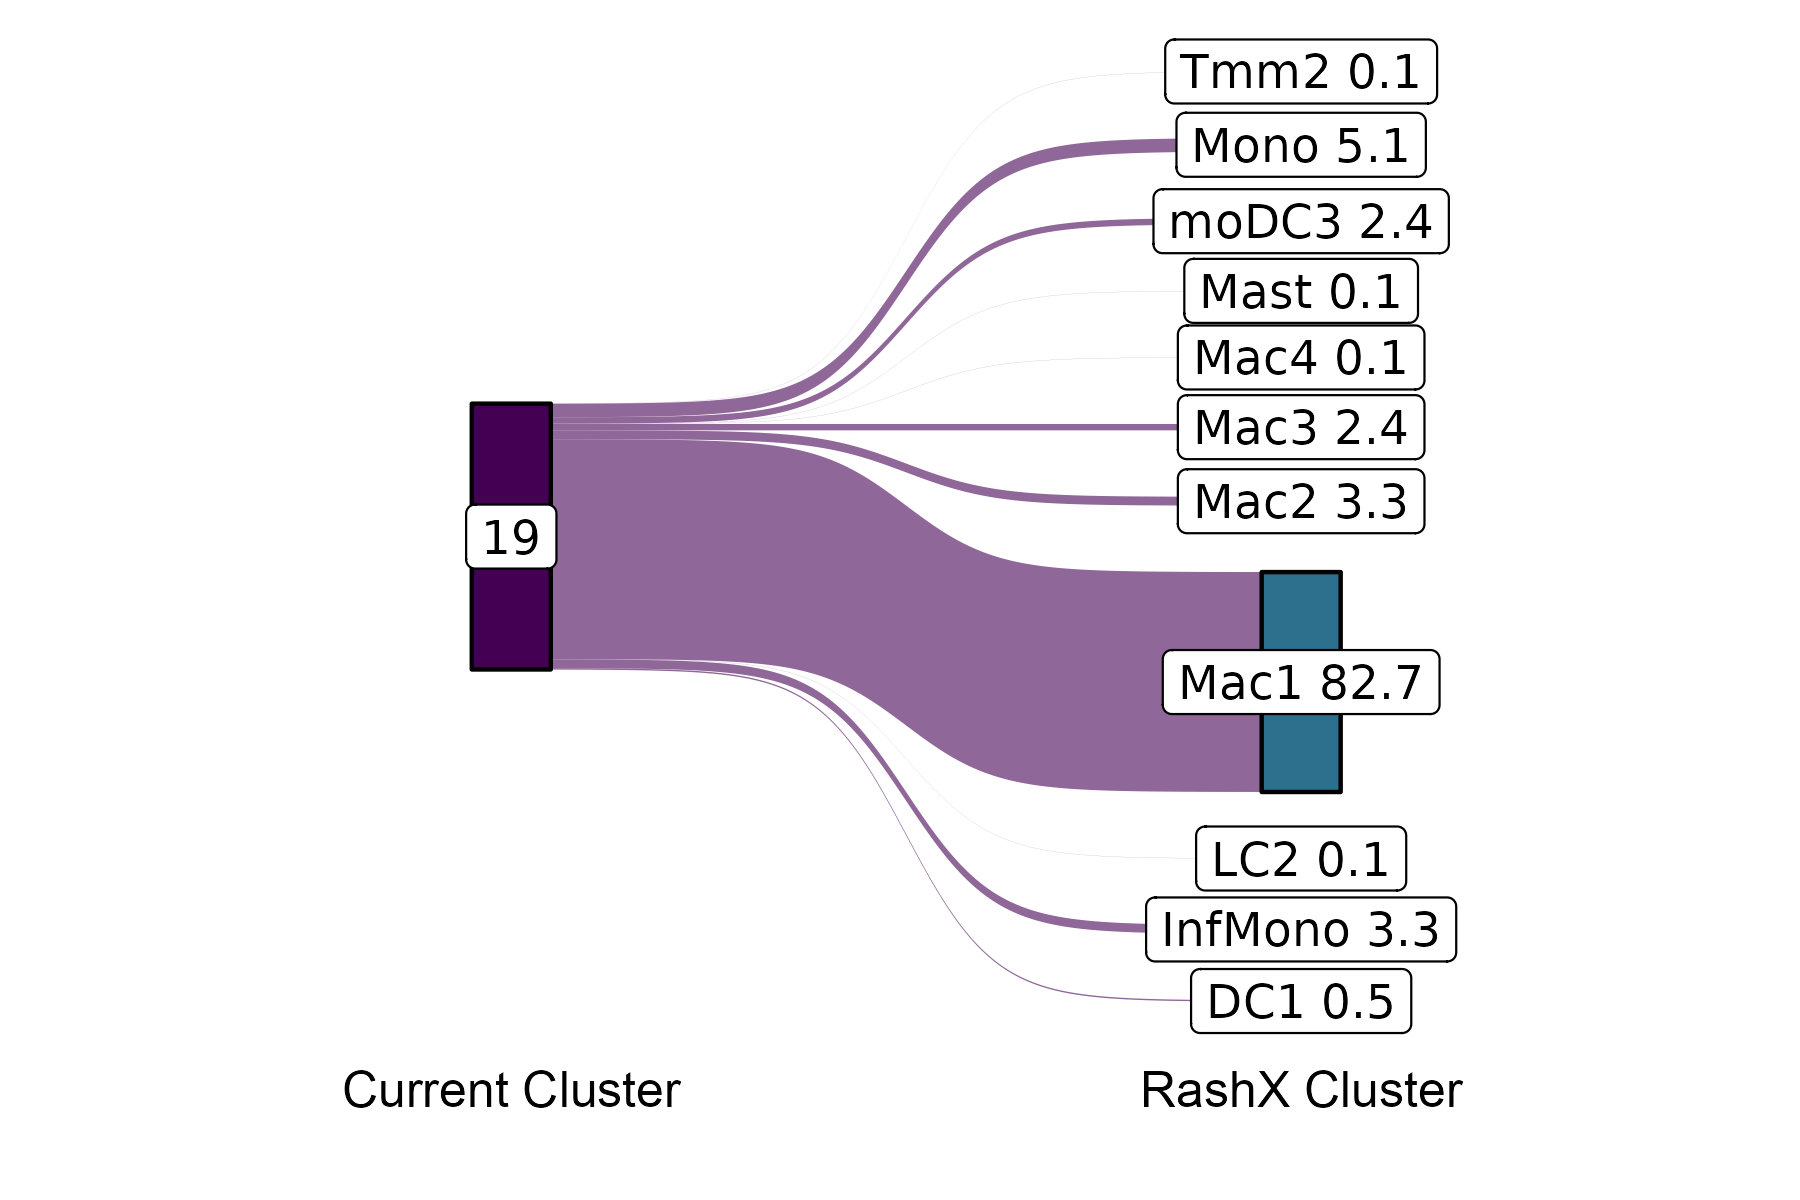 Tmm2 0.1
Mono 5.1
moDC3 2.4
Mast 0.1
Mac4 0.1
Mac3 2.4
Mac2 3.3
19
Mac1 82.7
LC2 0.1
InfMono 3.3
DC1 0.5
Current Cluster
RashX Cluster